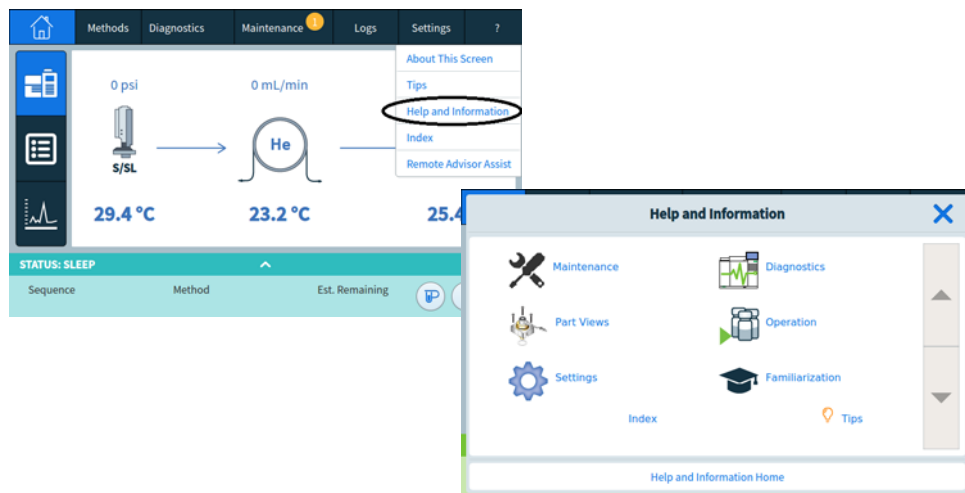 Methods Diagnostics Maintenance 1 Logs Settings ?
About This Screen
Tips
Help and Information
Index
Remote Advisor Assist
0 psi 0 mL/min
He
S/SL
29.4 °C 23.2 °C 25.4
STATUS: SLEEP
Sequence Method Est. Remaining
Help and Information
Maintenance Diagnostics
Part Views Operation
Settings Familiarization
Index Tips
Help and Information Home